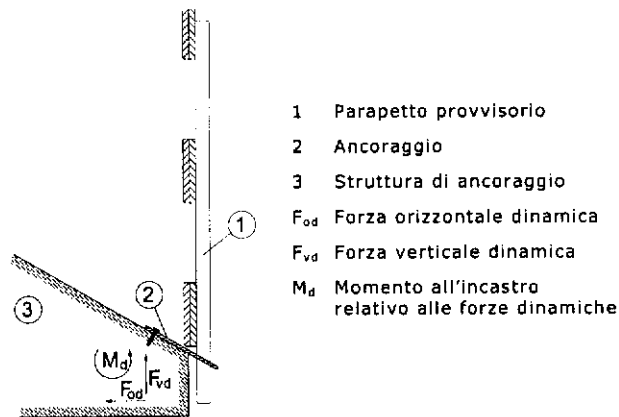 1 Parapetto provvisorio
2 Ancoraggio
3 Struttura di ancoraggio
Fod Forza orizzontale dinamica
Fvd Forza verticale dinamica
Md Momento all'incastro
relativo alle forze dinamiche
1
2
3
Md
Fod
Fvd